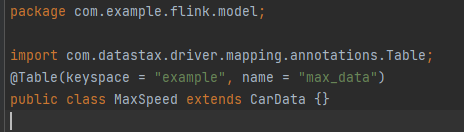 package com.example.flink.model;
import com.datastax.driver.mapping.annotations.Table;
@Table(keyspace = "example", name = "max_data")
public class MaxSpeed extends CarData {}